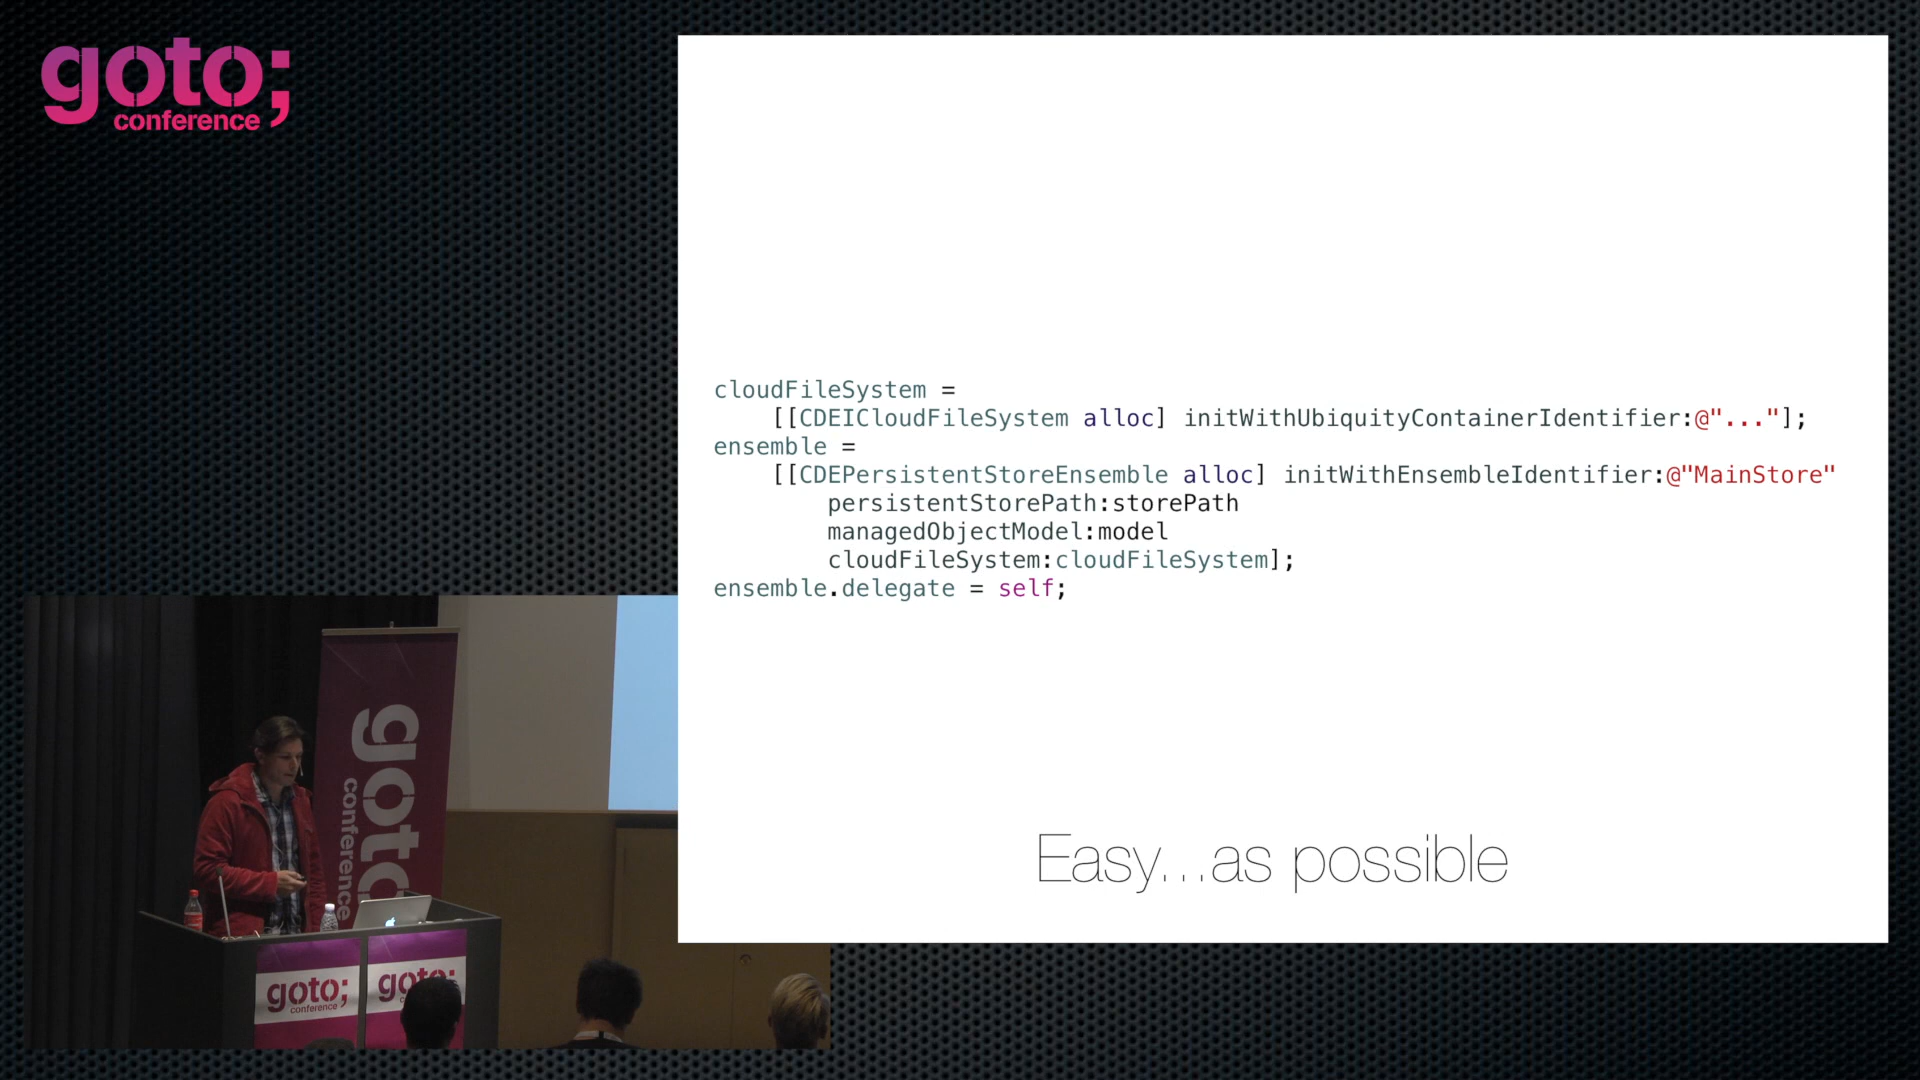 goto;
conference
cloudFileSystem =
[[CDEICloudFileSystem alloc] initWithUbiquityContainerIdentifier:@"..."];
ensemble =
[[CDEPersistentStoreEnsemble alloc] initWithEnsembleIdentifier:@"MainStore"
persistentStorePath:storePath
managedObjectModel:model
cloudFileSystem:cloudFileSystem];
ensemble.delegate = self;
Easy...as possible
goto
conference
goto;
conference
goto;